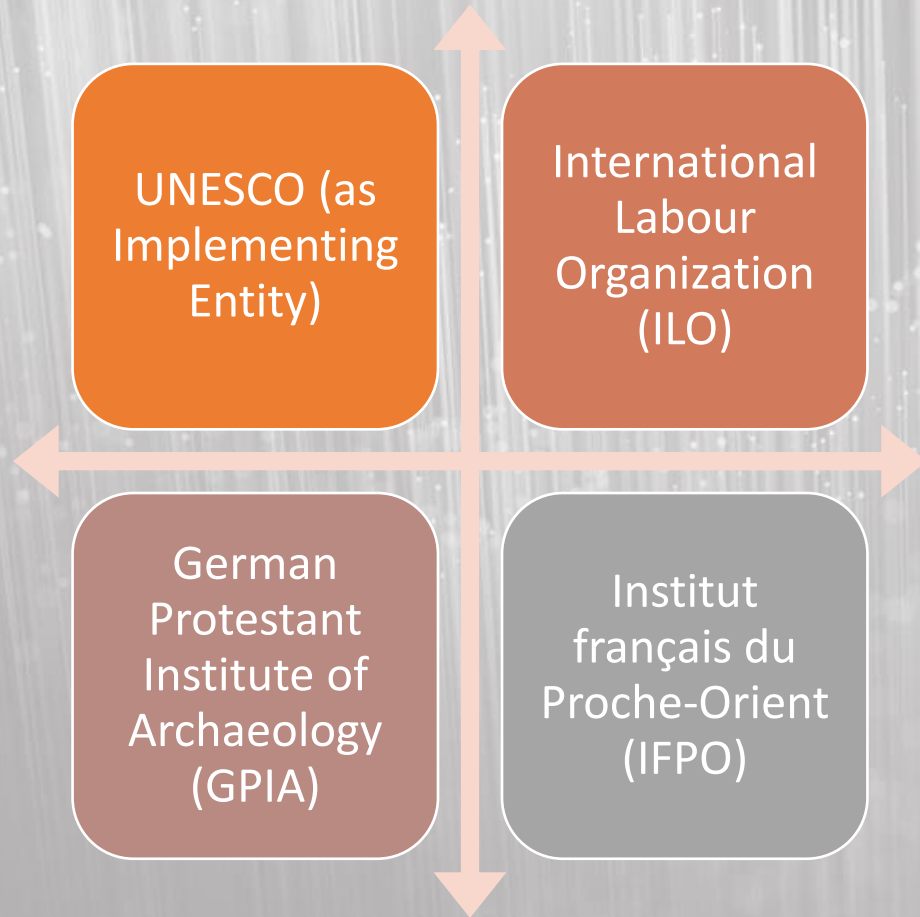 UNESCO (as
Implementing
Entity)
International
Labour
Organization
(ILO)
German
Protestant
Institute of
Archaeology
(GPIA)
Institut
français du
Proche-Orient
(IFPO)